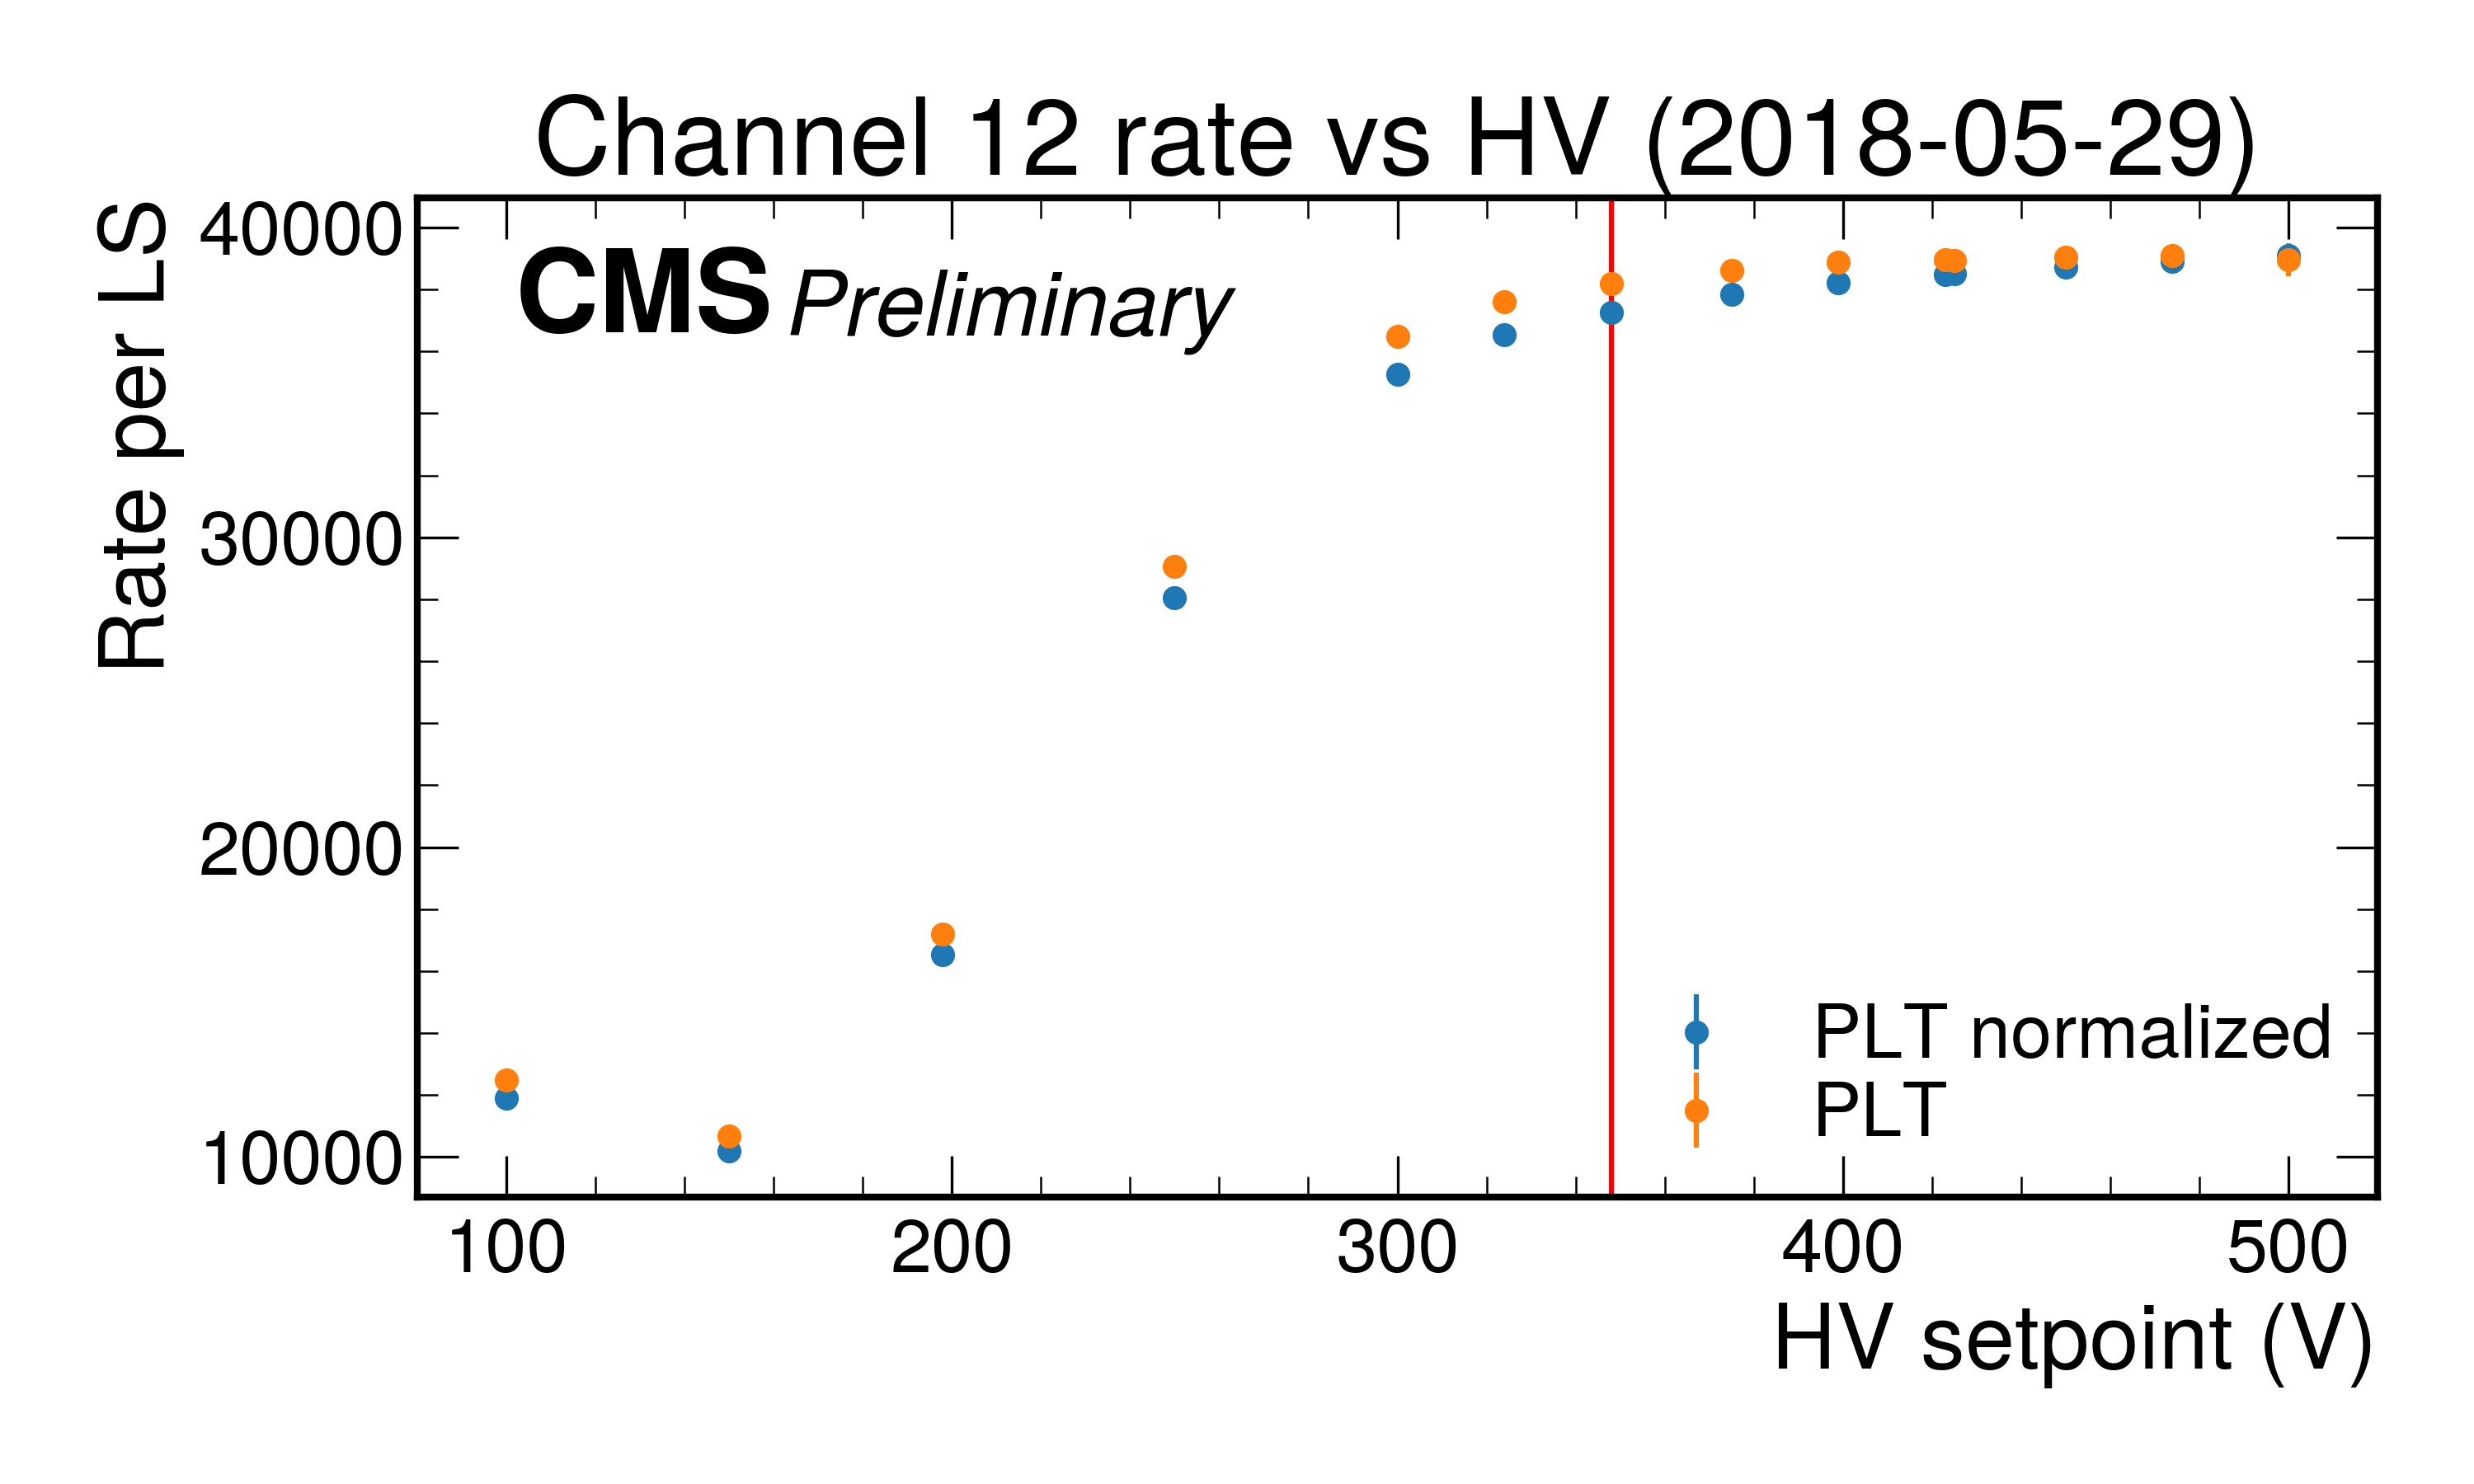 Channel 12 rate vs HV (2018-05-29)
Rate per LS
CMS Preliminary
40000
30000
20000
10000
PLT normalized
PLT
100 200 300 400 500
HV setpoint (V)